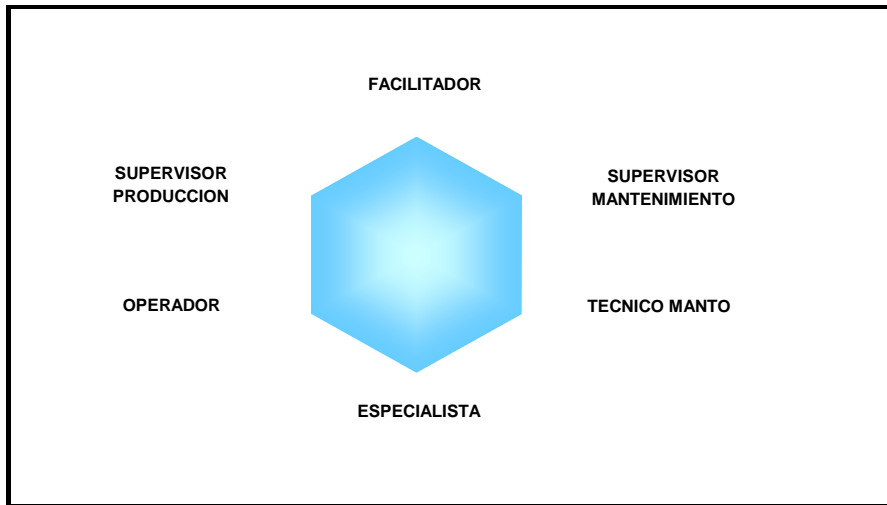 FACILITADOR
SUPERVISOR
PRODUCCION
SUPERVISOR
MANTENIMIENTO
OPERADOR
TECNICO MANTO
ESPECIALISTA